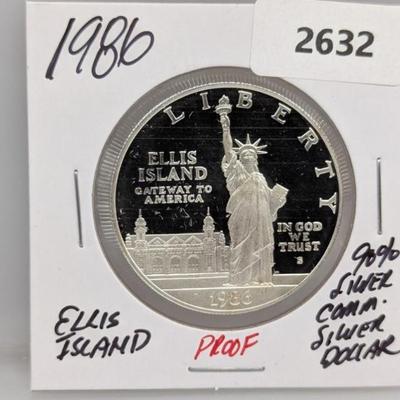 1986
2632
LIBERTY
ELLIS
ISLAND
GATEWAY TO
AMERICA
IN GOD
WE
TRUST
S
1986
ELLIS
ISLAND
PROOF
90%
SILVER
COMM.
SILVER
DOLLAR